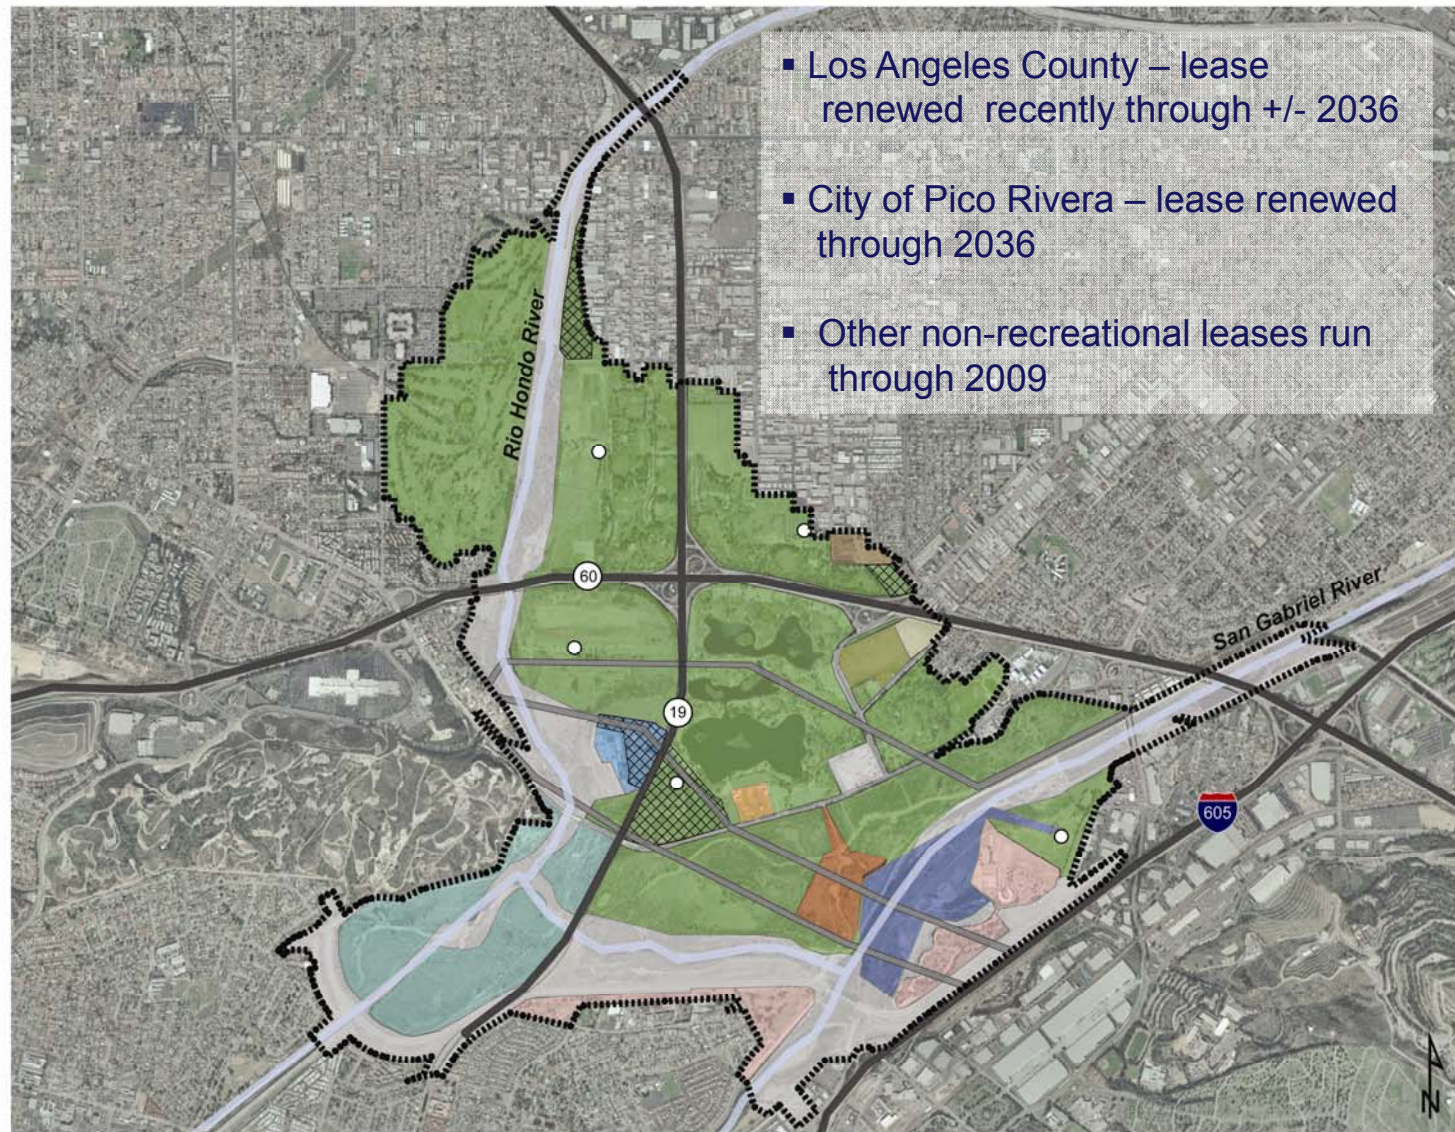 ▪ Los Angeles County – lease
renewed recently through +/- 2036
▪ City of Pico Rivera – lease renewed
through 2036
▪ Other non-recreational leases run
through 2009
Rio Hondo River
60
San Gabriel River
19
605
N